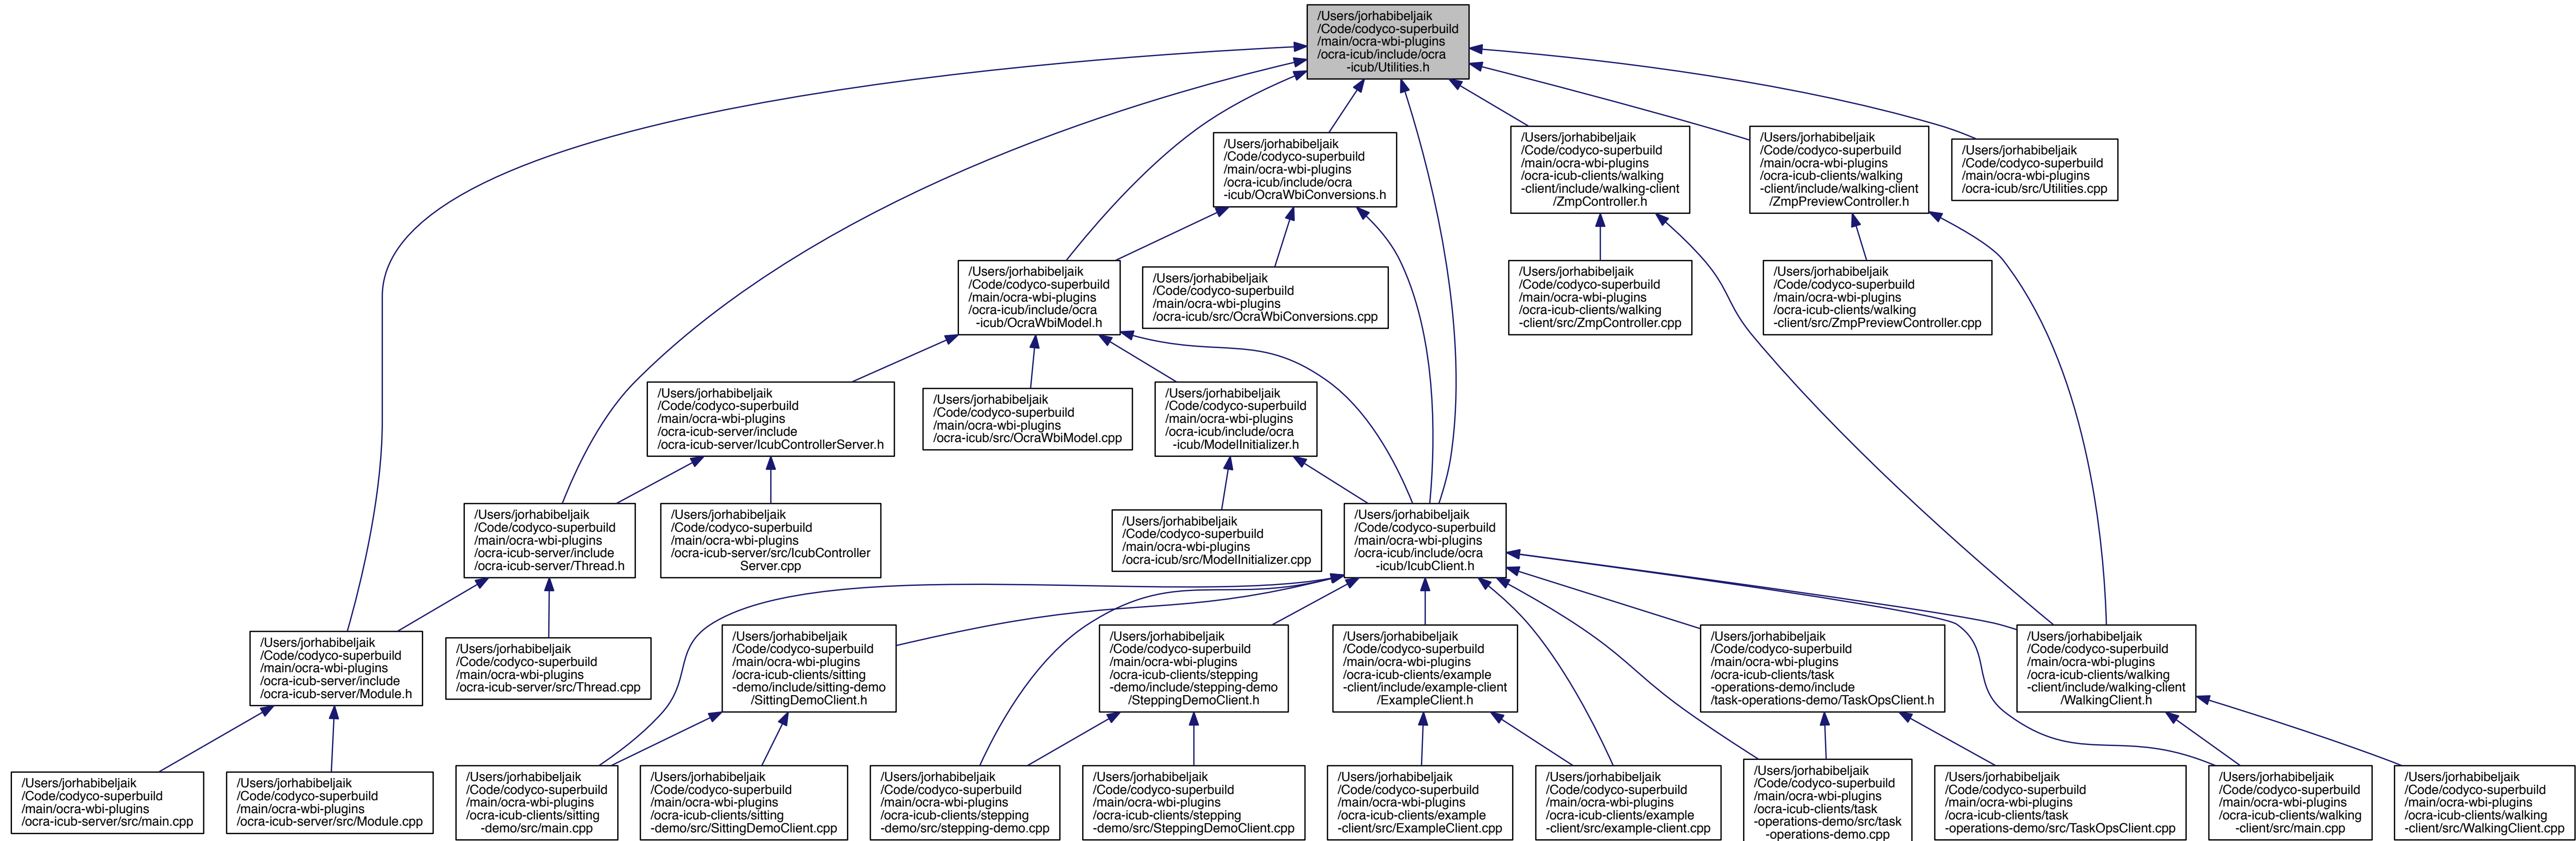 /Users/jorhabibeljaik
/Code/codyco-superbuild
/main/ocra-wbi-plugins
/ocra-icub/include/ocra
-icub/Utilities.h
/Users/jorhabibeljaik
/Code/codyco-superbuild
/main/ocra-wbi-plugins
/ocra-icub/include/ocra
-icub/OcraWbiConversions.h
/Users/jorhabibeljaik
/Code/codyco-superbuild
/main/ocra-wbi-plugins
/ocra-icub-clients/walking
-client/include/walking-client
/ZmpController.h
/Users/jorhabibeljaik
/Code/codyco-superbuild
/main/ocra-wbi-plugins
/ocra-icub-clients/walking
-client/include/walking-client
/ZmpPreviewController.h
/Users/jorhabibeljaik
/Code/codyco-superbuild
/main/ocra-wbi-plugins
/ocra-icub/src/Utilities.cpp
/Users/jorhabibeljaik
/Code/codyco-superbuild
/main/ocra-wbi-plugins
/ocra-icub/include/ocra
-icub/OcraWbiModel.h
/Users/jorhabibeljaik
/Code/codyco-superbuild
/main/ocra-wbi-plugins
/ocra-icub/src/OcraWbiConversions.cpp
/Users/jorhabibeljaik
/Code/codyco-superbuild
/main/ocra-wbi-plugins
/ocra-icub-clients/walking
-client/src/ZmpController.cpp
/Users/jorhabibeljaik
/Code/codyco-superbuild
/main/ocra-wbi-plugins
/ocra-icub-clients/walking
-client/src/ZmpPreviewController.cpp
/Users/jorhabibeljaik
/Code/codyco-superbuild
/main/ocra-wbi-plugins
/ocra-icub-server/include
/ocra-icub-server/IcubControllerServer.h
/Users/jorhabibeljaik
/Code/codyco-superbuild
/main/ocra-wbi-plugins
/ocra-icub/src/OcraWbiModel.cpp
/Users/jorhabibeljaik
/Code/codyco-superbuild
/main/ocra-wbi-plugins
/ocra-icub/include/ocra
-icub/ModelInitializer.h
/Users/jorhabibeljaik
/Code/codyco-superbuild
/main/ocra-wbi-plugins
/ocra-icub-server/include
/ocra-icub-server/Thread.h
/Users/jorhabibeljaik
/Code/codyco-superbuild
/main/ocra-wbi-plugins
/ocra-icub-server/src/IcubController
Server.cpp
/Users/jorhabibeljaik
/Code/codyco-superbuild
/main/ocra-wbi-plugins
/ocra-icub/src/ModelInitializer.cpp
/Users/jorhabibeljaik
/Code/codyco-superbuild
/main/ocra-wbi-plugins
/ocra-icub/include/ocra
-icub/IcubClient.h
/Users/jorhabibeljaik
/Code/codyco-superbuild
/main/ocra-wbi-plugins
/ocra-icub-server/include
/ocra-icub-server/Module.h
/Users/jorhabibeljaik
/Code/codyco-superbuild
/main/ocra-wbi-plugins
/ocra-icub-server/src/Thread.cpp
/Users/jorhabibeljaik
/Code/codyco-superbuild
/main/ocra-wbi-plugins
/ocra-icub-clients/sitting
-demo/include/sitting-demo
/SittingDemoClient.h
/Users/jorhabibeljaik
/Code/codyco-superbuild
/main/ocra-wbi-plugins
/ocra-icub-clients/stepping
-demo/include/stepping-demo
/SteppingDemoClient.h
/Users/jorhabibeljaik
/Code/codyco-superbuild
/main/ocra-wbi-plugins
/ocra-icub-clients/example
-client/include/example-client
/ExampleClient.h
/Users/jorhabibeljaik
/Code/codyco-superbuild
/main/ocra-wbi-plugins
/ocra-icub-clients/task
-operations-demo/include
/task-operations-demo/TaskOpsClient.h
/Users/jorhabibeljaik
/Code/codyco-superbuild
/main/ocra-wbi-plugins
/ocra-icub-clients/walking
-client/include/walking-client
/WalkingClient.h
/Users/jorhabibeljaik
/Code/codyco-superbuild
/main/ocra-wbi-plugins
/ocra-icub-server/src/main.cpp
/Users/jorhabibeljaik
/Code/codyco-superbuild
/main/ocra-wbi-plugins
/ocra-icub-server/src/Module.cpp
/Users/jorhabibeljaik
/Code/codyco-superbuild
/main/ocra-wbi-plugins
/ocra-icub-clients/sitting
-demo/src/main.cpp
/Users/jorhabibeljaik
/Code/codyco-superbuild
/main/ocra-wbi-plugins
/ocra-icub-clients/sitting
-demo/src/SittingDemoClient.cpp
/Users/jorhabibeljaik
/Code/codyco-superbuild
/main/ocra-wbi-plugins
/ocra-icub-clients/stepping
-demo/src/stepping-demo.cpp
/Users/jorhabibeljaik
/Code/codyco-superbuild
/main/ocra-wbi-plugins
/ocra-icub-clients/stepping
-demo/src/SteppingDemoClient.cpp
/Users/jorhabibeljaik
/Code/codyco-superbuild
/main/ocra-wbi-plugins
/ocra-icub-clients/example
-client/src/ExampleClient.cpp
/Users/jorhabibeljaik
/Code/codyco-superbuild
/main/ocra-wbi-plugins
/ocra-icub-clients/example
-client/src/example-client.cpp
/Users/jorhabibeljaik
/Code/codyco-superbuild
/main/ocra-wbi-plugins
/ocra-icub-clients/task
-operations-demo/src/task
-operations-demo.cpp
/Users/jorhabibeljaik
/Code/codyco-superbuild
/main/ocra-wbi-plugins
/ocra-icub-clients/task
-operations-demo/src/TaskOpsClient.cpp
/Users/jorhabibeljaik
/Code/codyco-superbuild
/main/ocra-wbi-plugins
/ocra-icub-clients/walking
-client/src/main.cpp
/Users/jorhabibeljaik
/Code/codyco-superbuild
/main/ocra-wbi-plugins
/ocra-icub-clients/walking
-client/src/WalkingClient.cpp